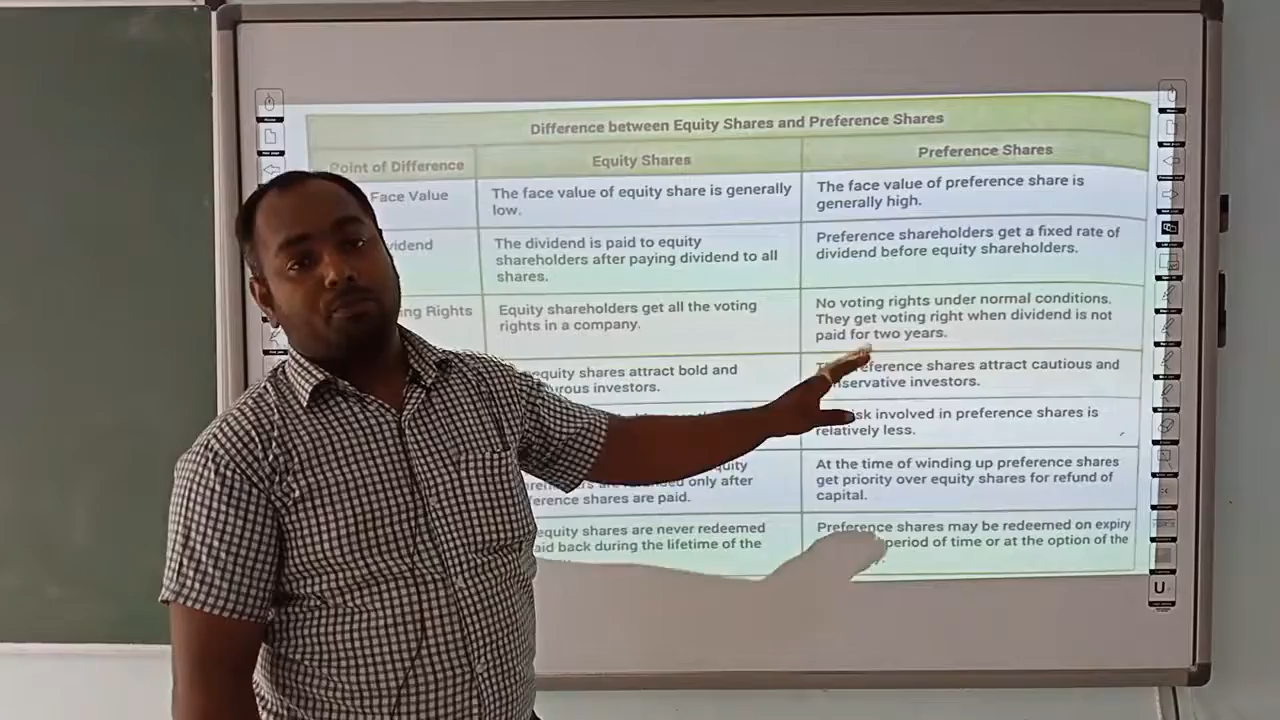 Difference between Equity Shares and Preference Shares
Point of Difference
Equity Shares
Preference Shares
Face Value
The face value of equity share is generally
low.
The face value of preference share is
generally high.
The dividend is paid to equity
shareholders after paying dividend to all
shares.
Preference shareholders get a fixed rate of
dividend before equity shareholders.
Rights
Equity shareholders get all the voting
rights in a company.
No voting rights under normal conditions.
They get voting right when dividend is not
paid for two years.
equity shares attract bold and
investors.
shares attract cautious and
investors.
involved in preference shares is
relatively less.
only after
shares are paid.
At the time of winding up preference shares
get priority over equity shares for refund of
capital.
equity shares are never redeemed
back during the lifetime of the
Preference shares may be redeemed on expiry
period of time or at the option of the
U